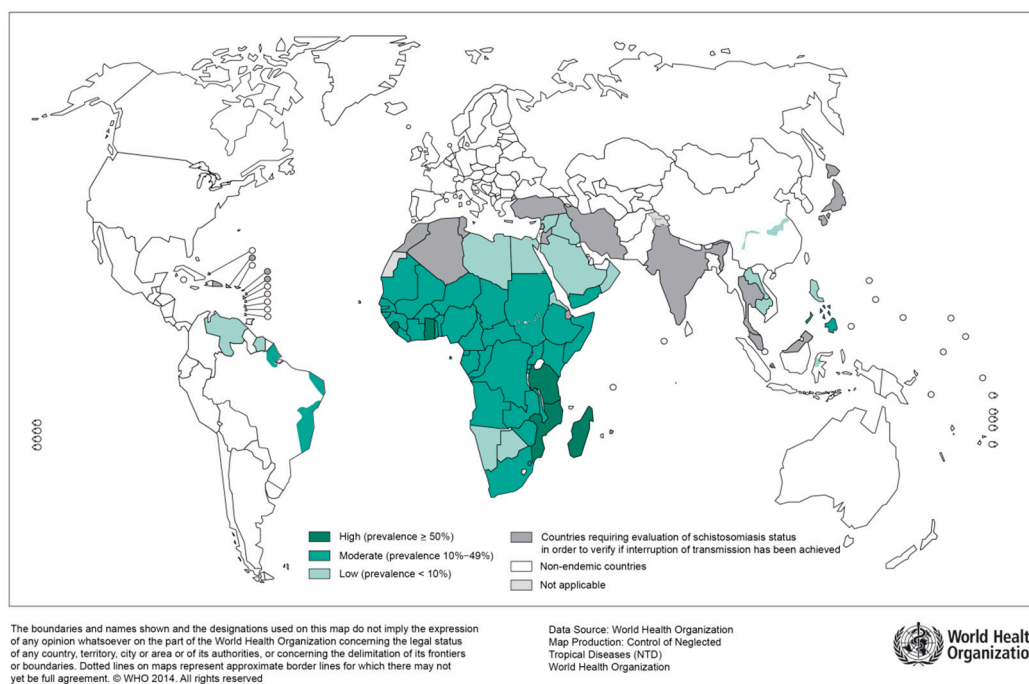 High (prevalence ≥ 50%)
Moderate (prevalence 10%–49%)
Low (prevalence < 10%)
Countries requiring evaluation of schistosomiasis status
in order to verify if interruption of transmission has been achieved
Non-endemic countries
Not applicable
The boundaries and names shown and the designations used on this map do not imply the expression
of any opinion whatsoever on the part of the World Health Organization concerning the legal status
of any country, territory, city or area or of its authorities, or concerning the delimitation of its frontiers
or boundaries. Dotted lines on maps represent approximate border lines for which there may not
yet be full agreement. © WHO 2014. All rights reserved
Data Source: World Health Organization
Map Production: Control of Neglected
Tropical Diseases (NTD)
World Health Organization
World Healt
Organizatio